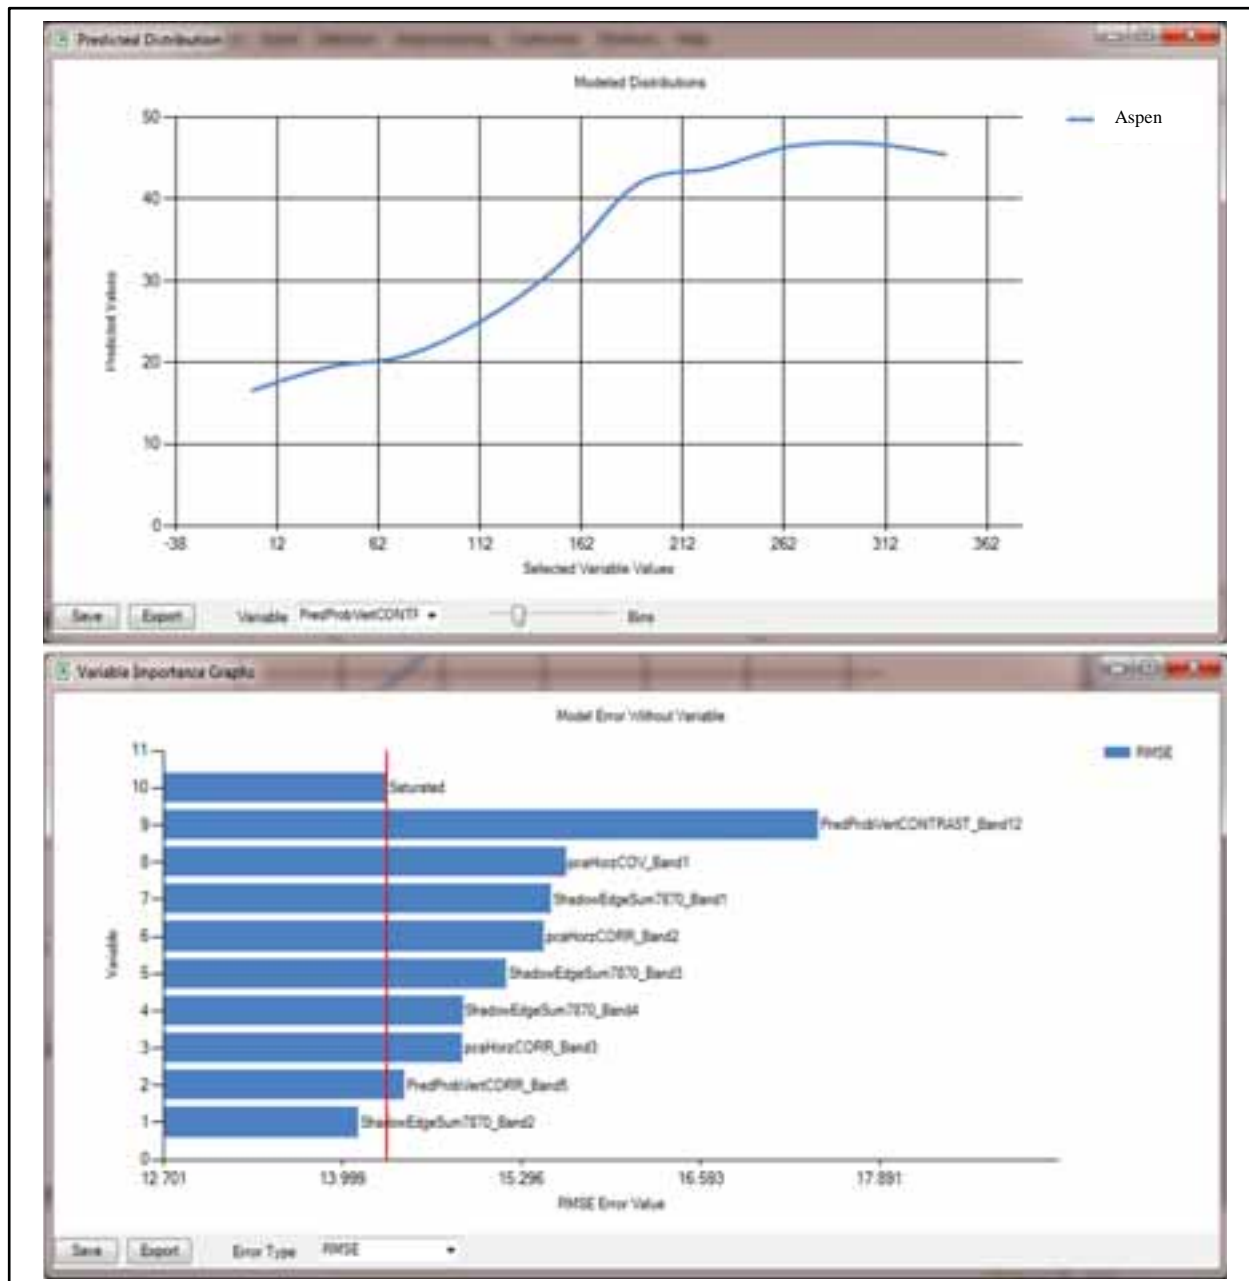 Predicted Distribution
Modeled Distributions
50
40
30
20
10
0
Predicted Values
Aspen
-38 12 62 112 162 212 262 312 362
Selected Variable Values
Save Export Variable PredProbVertCONTF Bins
Variable Importance Graphs
Model Error Without Variable
RMSE
11
10 Saturated
9 PredProbVertCONTRAST_Band12
8 pcaHorzCOV_Band1
7 ShadowEdgeSum7870_Band1
6 pcaHorzCORR_Band2
5 ShadowEdgeSum7870_Band3
4 ShadowEdgeSum7870_Band4
3 pcaHorzCORR_Band3
2 PredProbVertCORR_Band5
1 ShadowEdgeSum7870_Band2
0
Variable
12.701 13.999 15.296 16.593 17.891
RMSE Error Value
Save Export Error Type RMSE